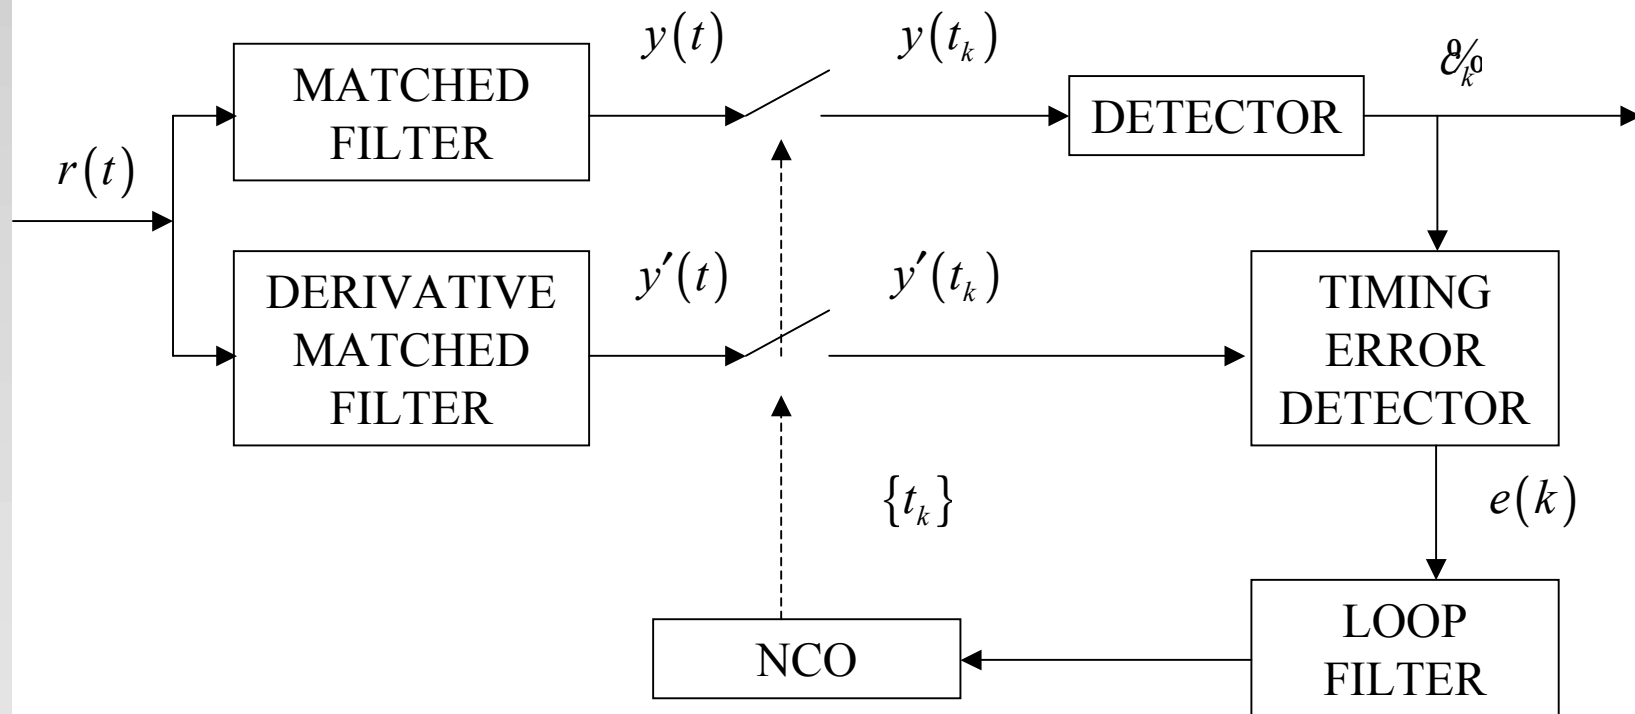 y(t)
y(t_k)
MATCHED
FILTER
DETECTOR
r(t)
DERIVATIVE
MATCHED
FILTER
y′(t)
y′(t_k)
TIMING
ERROR
DETECTOR
{t_k}
e(k)
NCO
LOOP
FILTER